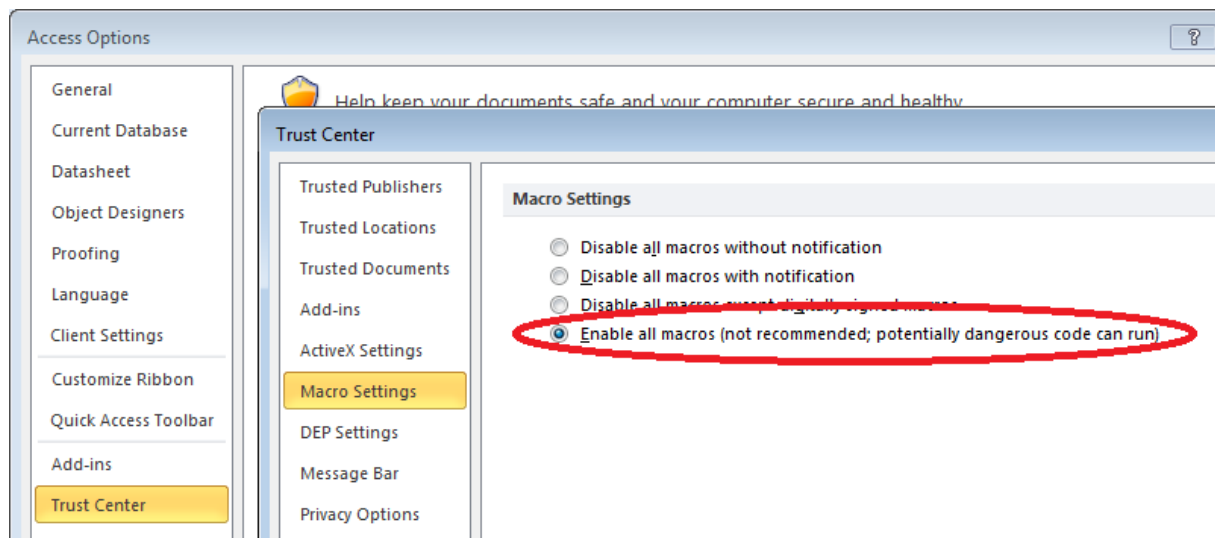 Access Options
?
General
Current Database
Datasheet
Object Designers
Proofing
Language
Client Settings
Customize Ribbon
Quick Access Toolbar
Add-ins
Trust Center
Help keep your documents safe and your computer secure and healthy
Trust Center
Trusted Publishers
Trusted Locations
Trusted Documents
Add-ins
ActiveX Settings
Macro Settings
DEP Settings
Message Bar
Privacy Options
Macro Settings
Disable all macros without notification
Disable all macros with notification
Disable all macros except digitally signed macros
Enable all macros (not recommended; potentially dangerous code can run)